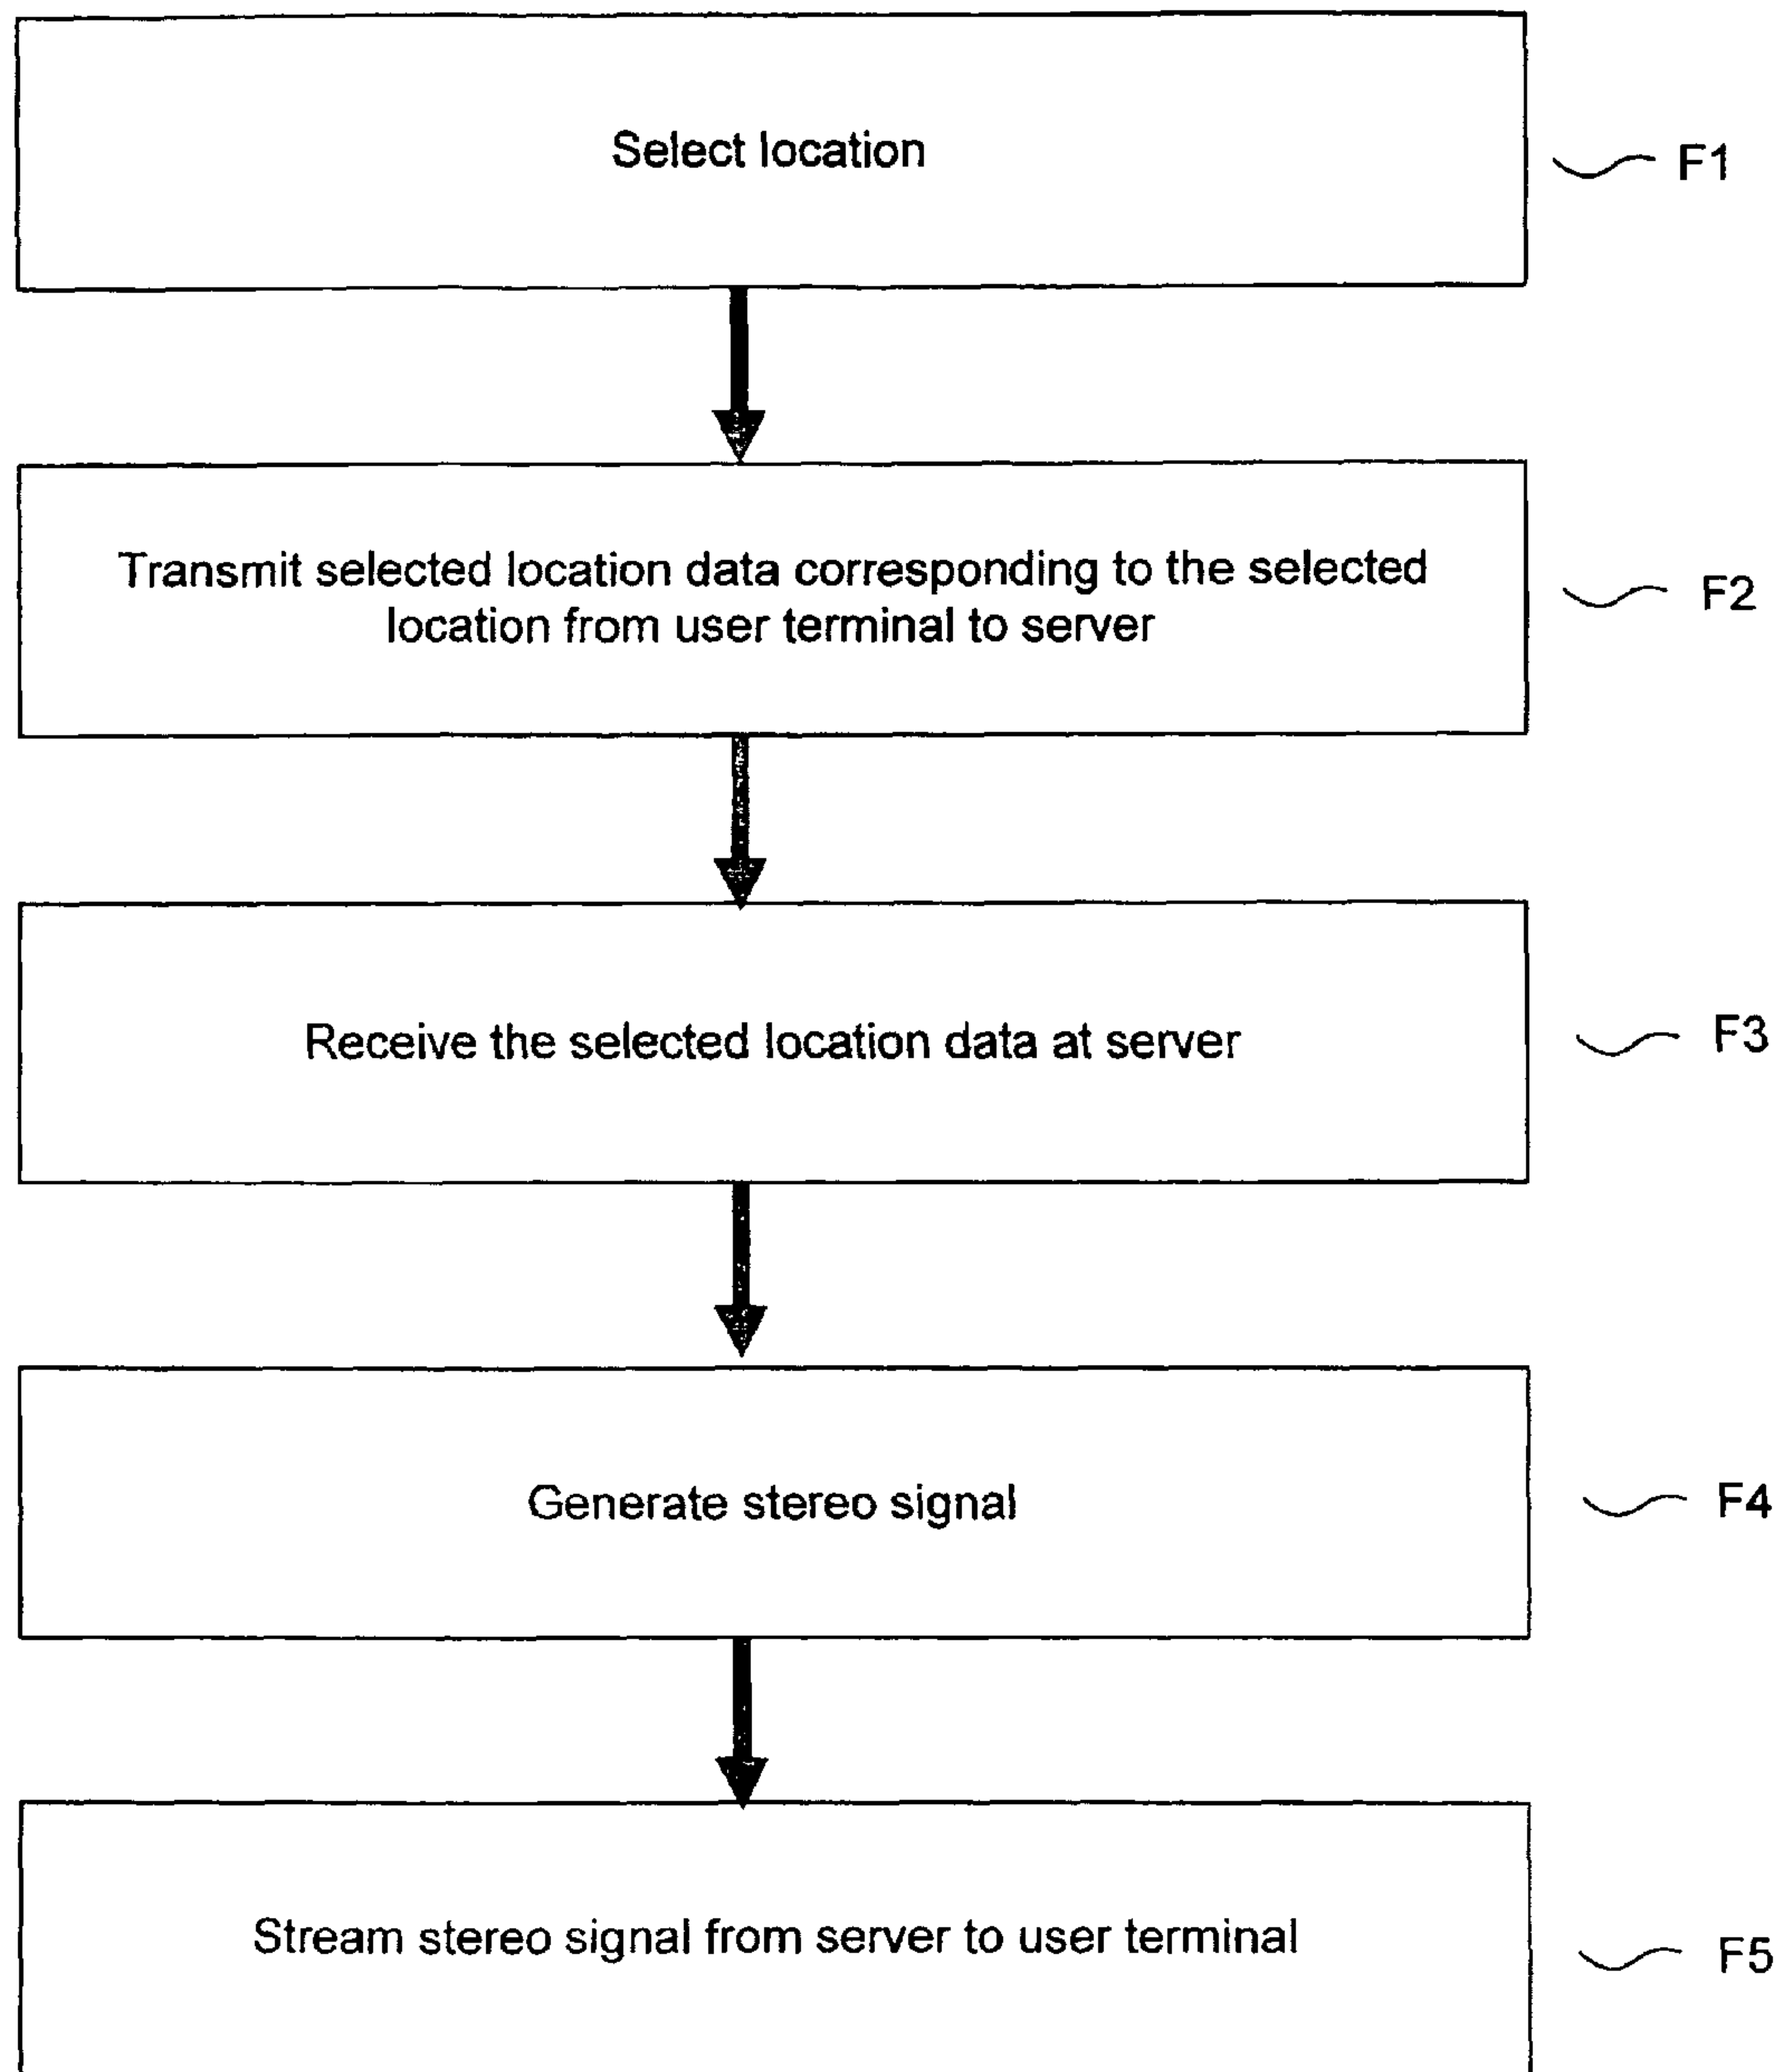 Select location
F1
Transmit selected location data corresponding to the selected
location from user terminal to server
F2
Receive the selected location data at server
F3
Generate stereo signal
F4
Stream stereo signal from server to user terminal
F5